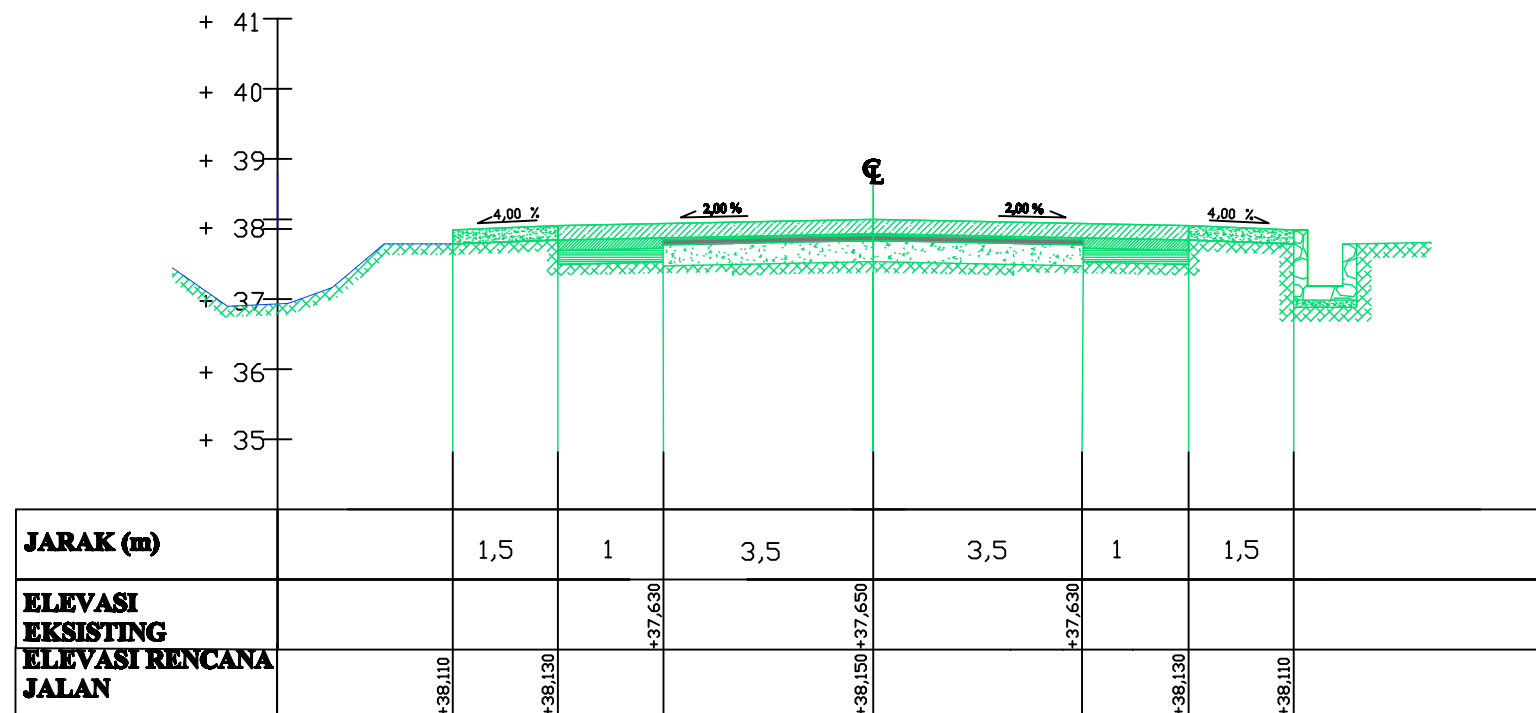 + 41
+ 40
+ 39
+ 38
+ 37
+ 36
+ 35
CL
4,00 %
2,00 %
2,00 %
4,00 %
JARAK (m)
1,5 1 3,5 3,5 1 1,5
ELEVASI
EKSISTING
+37,630 +37,650 +37,630
ELEVASI RENCANA
JALAN
+38,110 +38,130 +38,150 +38,130 +38,110